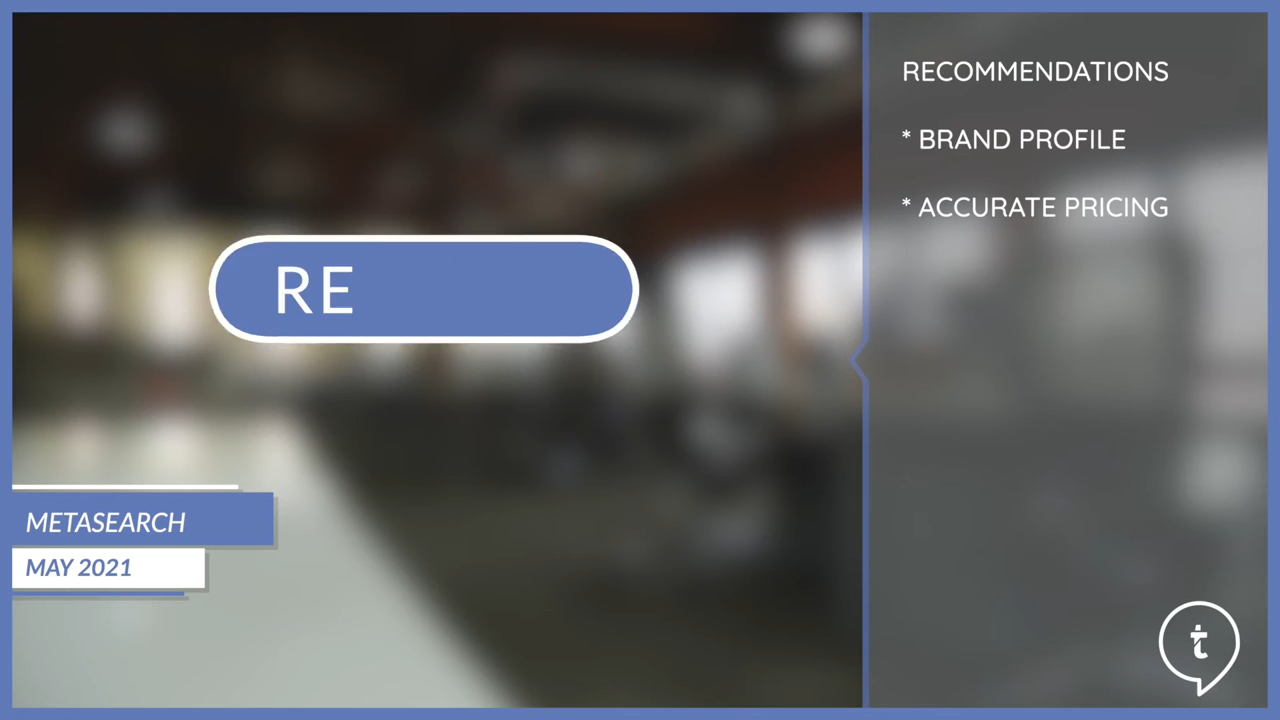 RE
METASEARCH
MAY 2021
RECOMMENDATIONS
* BRAND PROFILE
* ACCURATE PRICING
t